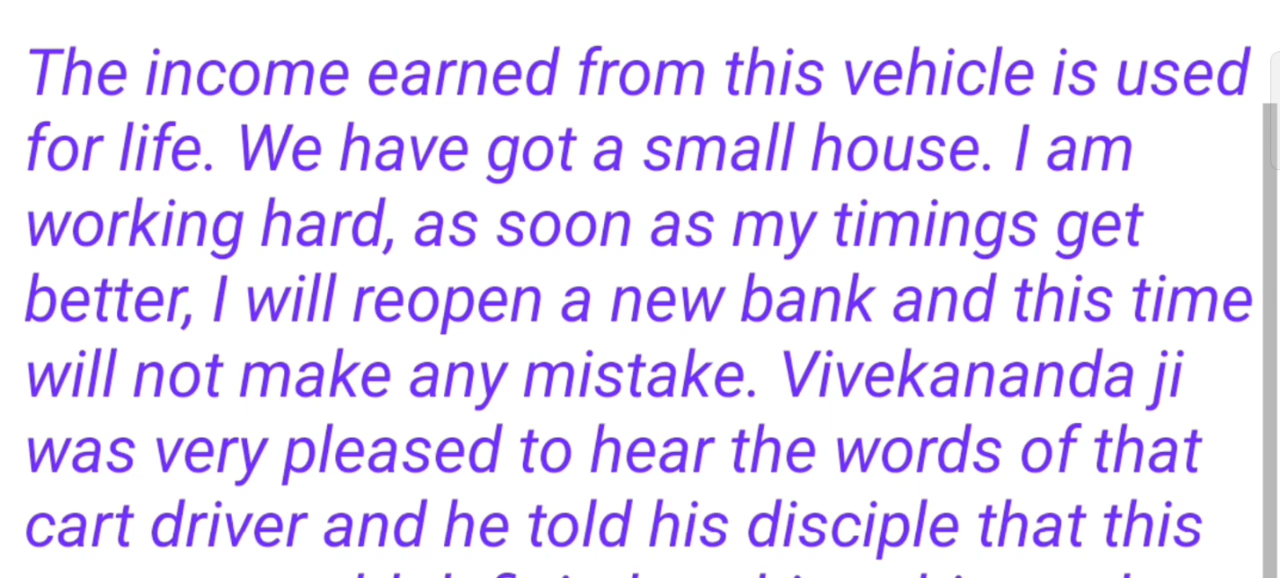 The income earned from this vehicle is used
for life. We have got a small house. I am
working hard, as soon as my timings get
better, I will reopen a new bank and this time
will not make any mistake. Vivekananda ji
was very pleased to hear the words of that
cart driver and he told his disciple that this